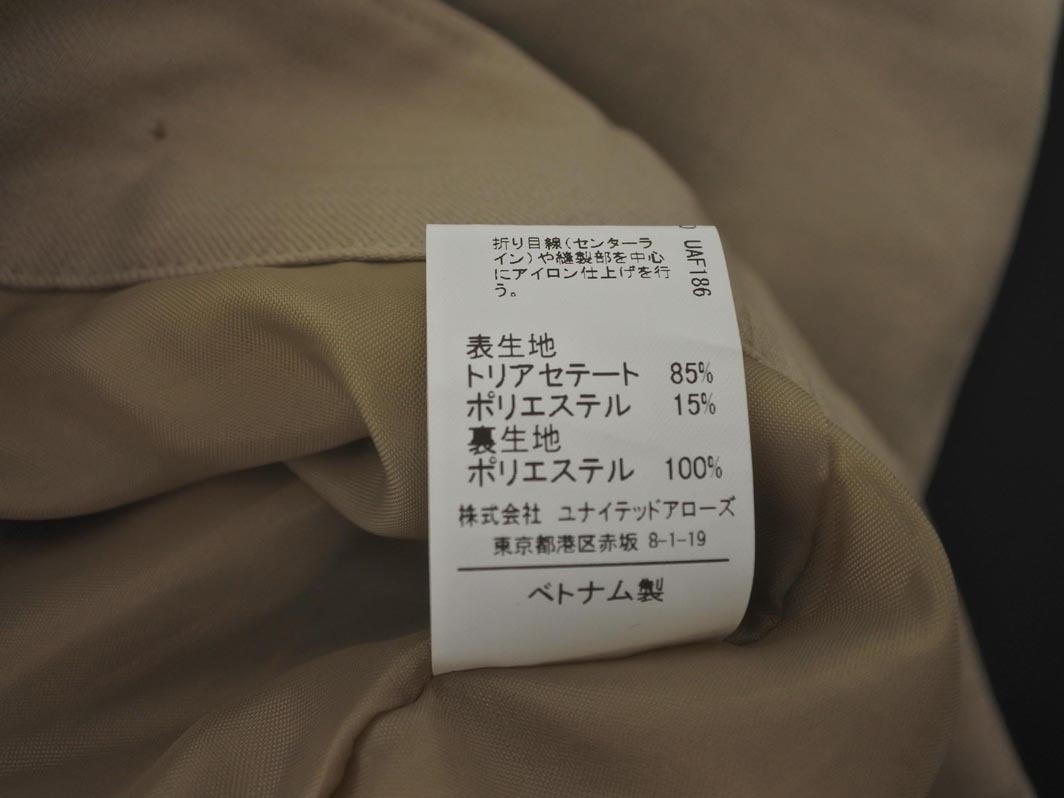 折り目線(センターラ
イン)や縫製部を中心
にアイロン仕上げを行
う。
) UAF186
表生地
トリアセテート 85%
ポリエステル 15%
裏生地
ポリエステル 100%
株式会社 ユナイテッドアローズ
東京都港区赤坂 8-1-19
ベトナム製